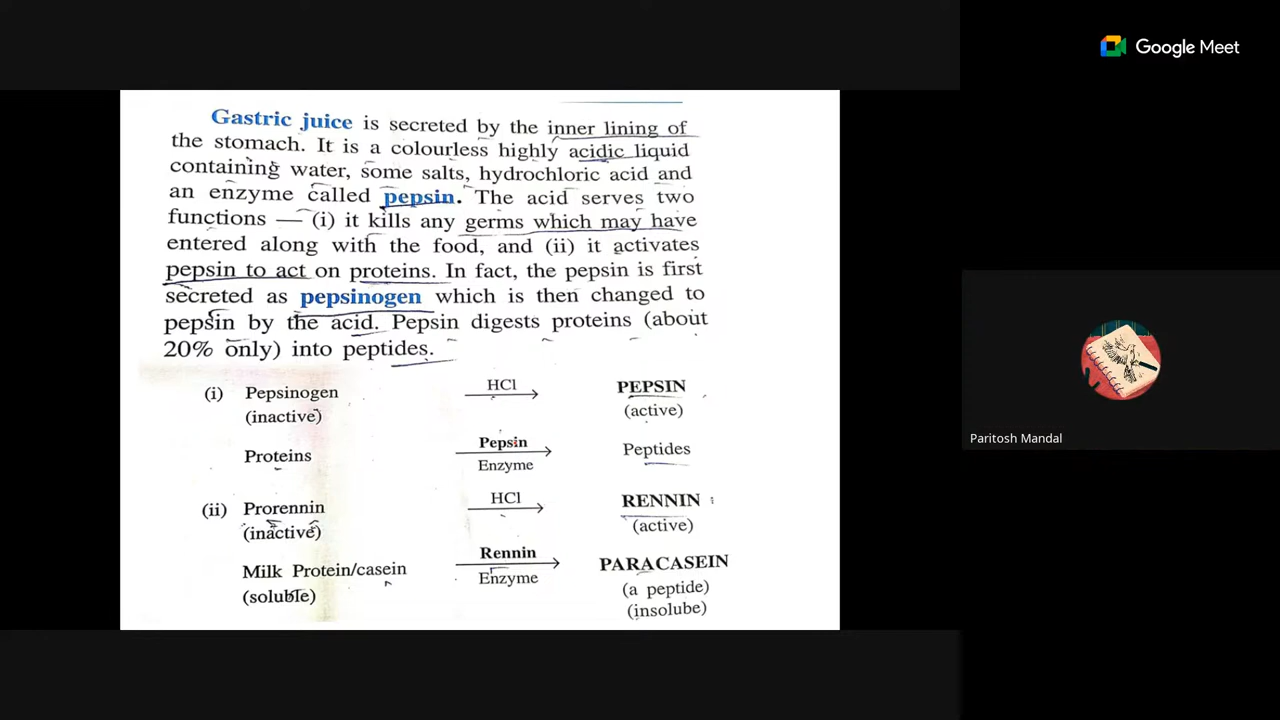 Google Meet
Gastric juice is secreted by the inner lining of
the stomach. It is a colourless highly acidic liquid
containing water, some salts, hydrochloric acid and
an enzyme called pepsin. The acid serves two
functions — (i) it kills any germs which may have
entered along with the food, and (ii) it activates
pepsin to act on proteins. In fact, the pepsin is first
secreted as pepsinogen which is then changed to
pepsin by the acid. Pepsin digests proteins (about
20% only) into peptides.
(i) Pepsinogen HCl PEPSIN
(inactive) (active)
Proteins Pepsin Peptides
Enzyme
(ii) Prorennin HCl RENNIN
(inactive) (active)
Milk Protein/casein Rennin PARACASEIN
(soluble) Enzyme (a peptide)
(insolube)
Paritosh Mandal